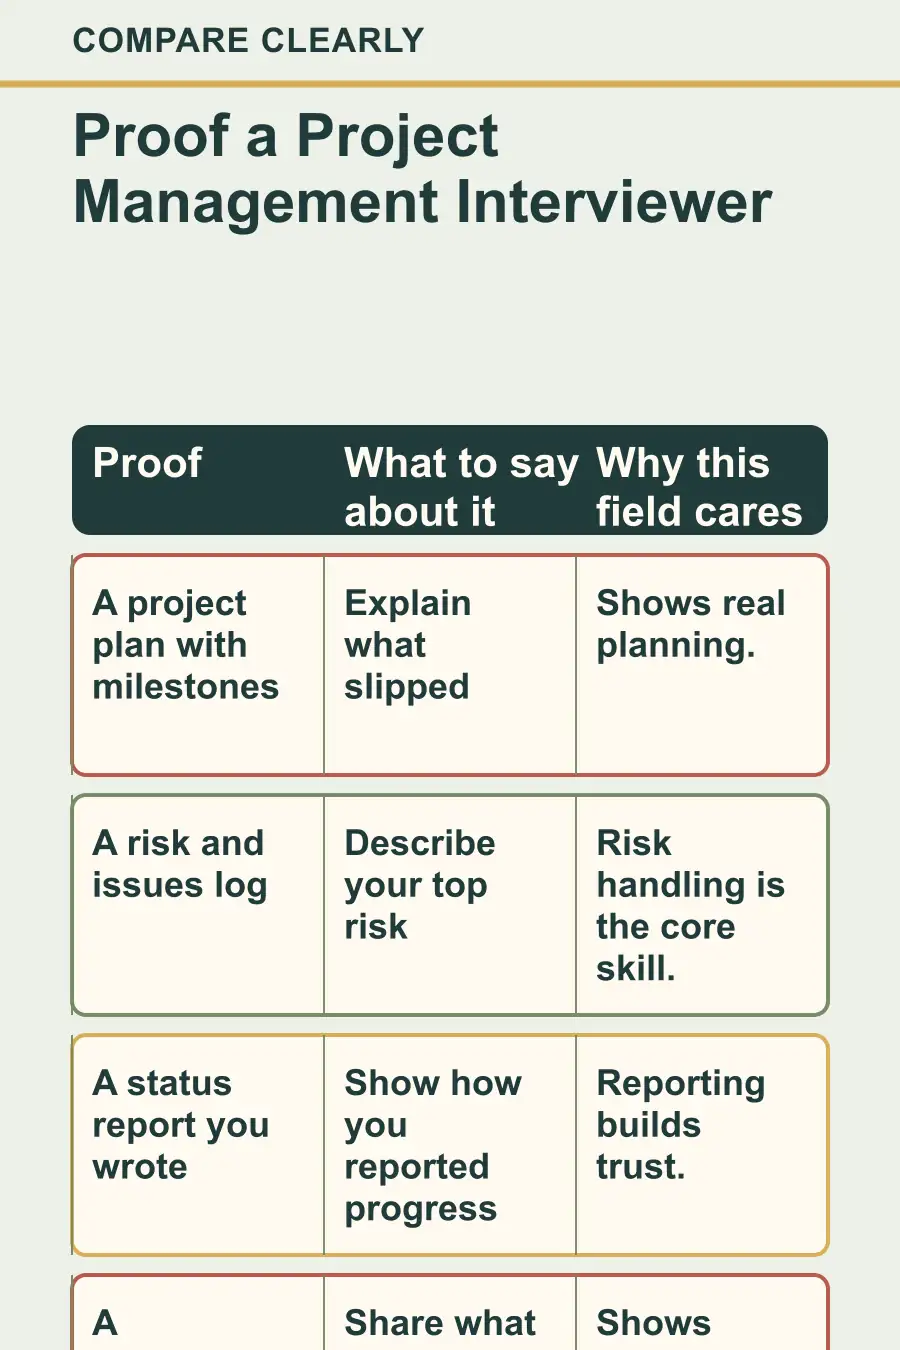 COMPARE CLEARLY
Proof a Project
Management Interviewer
Proof
What to say
about it
Why this
field cares
A project
plan with
milestones
Explain
what
slipped
Shows real
planning.
A risk and
issues log
Describe
your top
risk
Risk
handling is
the core
skill.
A status
report you
wrote
Show how
you
reported
progress
Reporting
builds
trust.
A
Share what
Shows